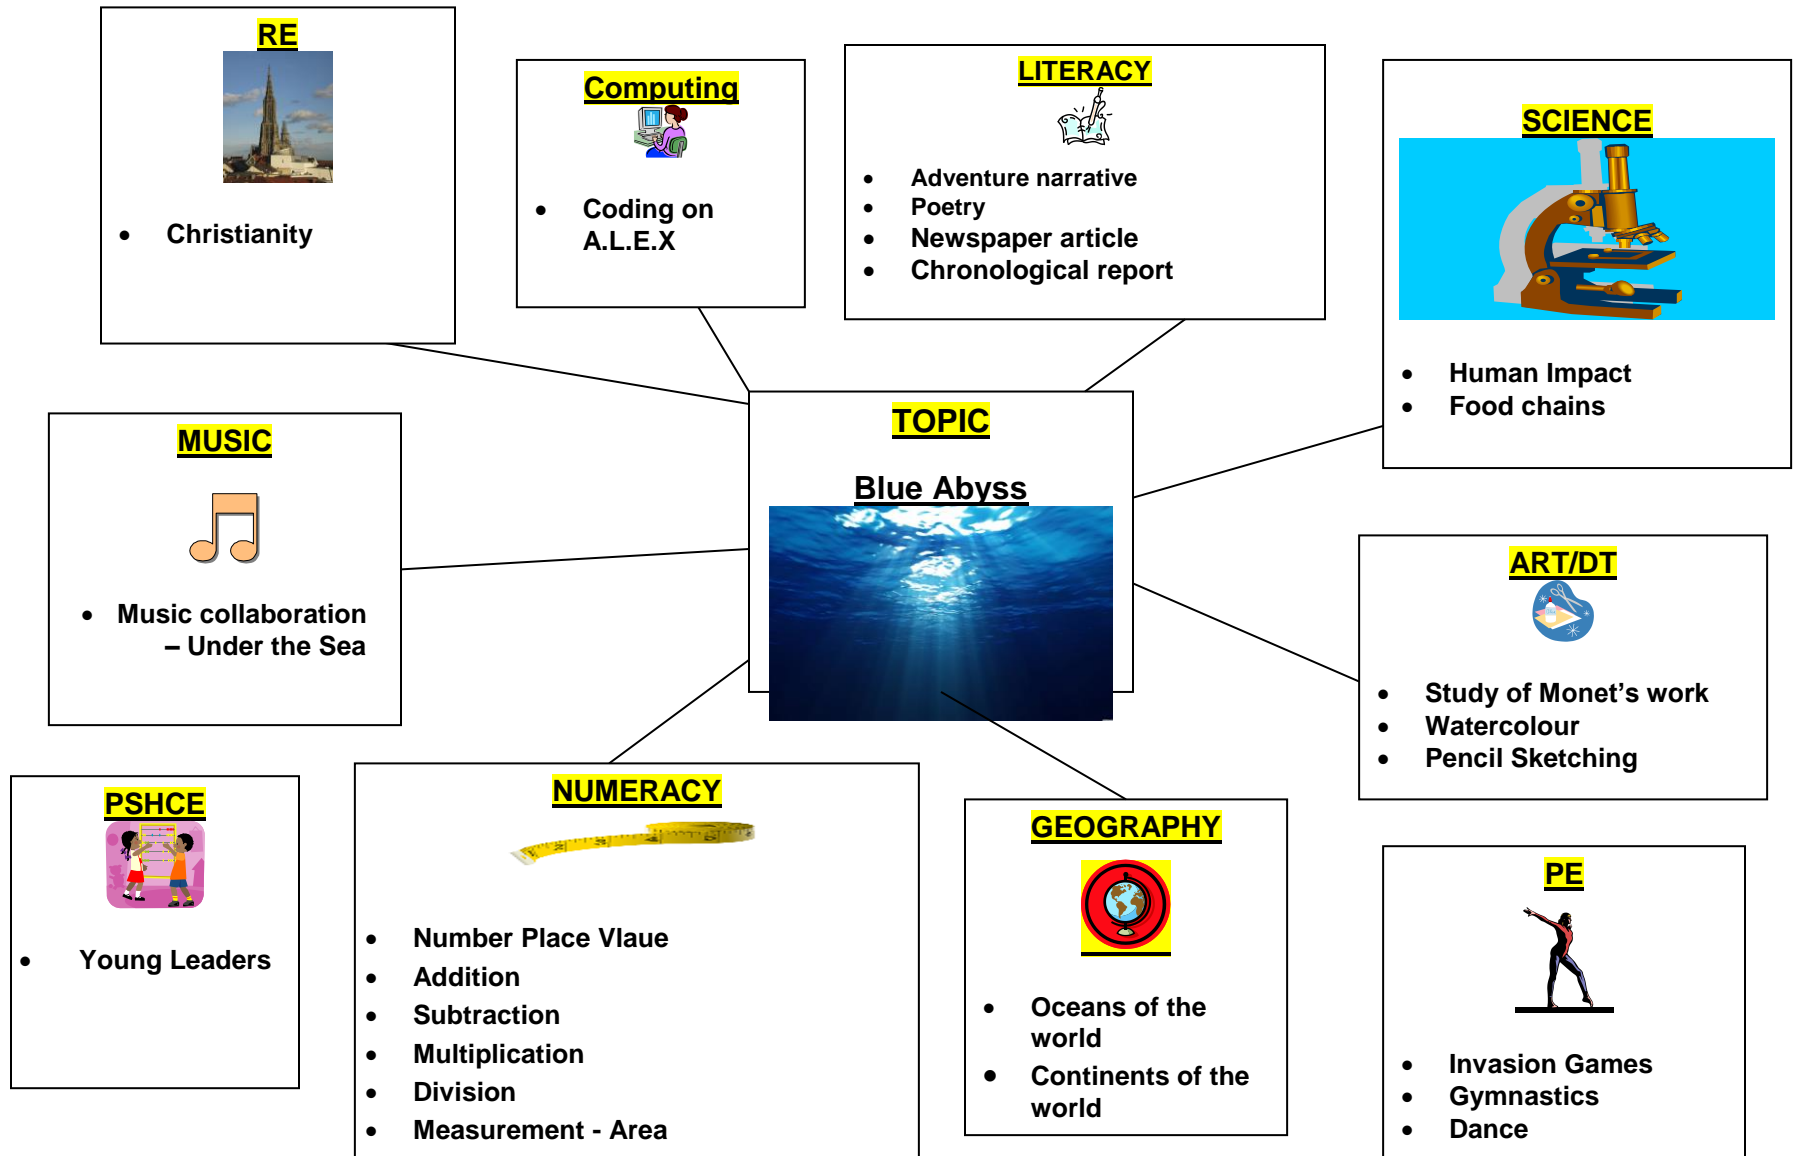 RE
• Christianity
Computing
• Coding on
A.L.E.X
LITERACY
• Adventure narrative
• Poetry
• Newspaper article
• Chronological report
SCIENCE
• Human Impact
• Food chains
MUSIC
• Music collaboration
– Under the Sea
TOPIC
Blue Abyss
ART/DT
• Study of Monet’s work
• Watercolour
• Pencil Sketching
PSHCE
• Young Leaders
NUMERACY
• Number Place Vlaue
• Addition
• Subtraction
• Multiplication
• Division
• Measurement - Area
GEOGRAPHY
• Oceans of the
world
• Continents of the
world
PE
• Invasion Games
• Gymnastics
• Dance